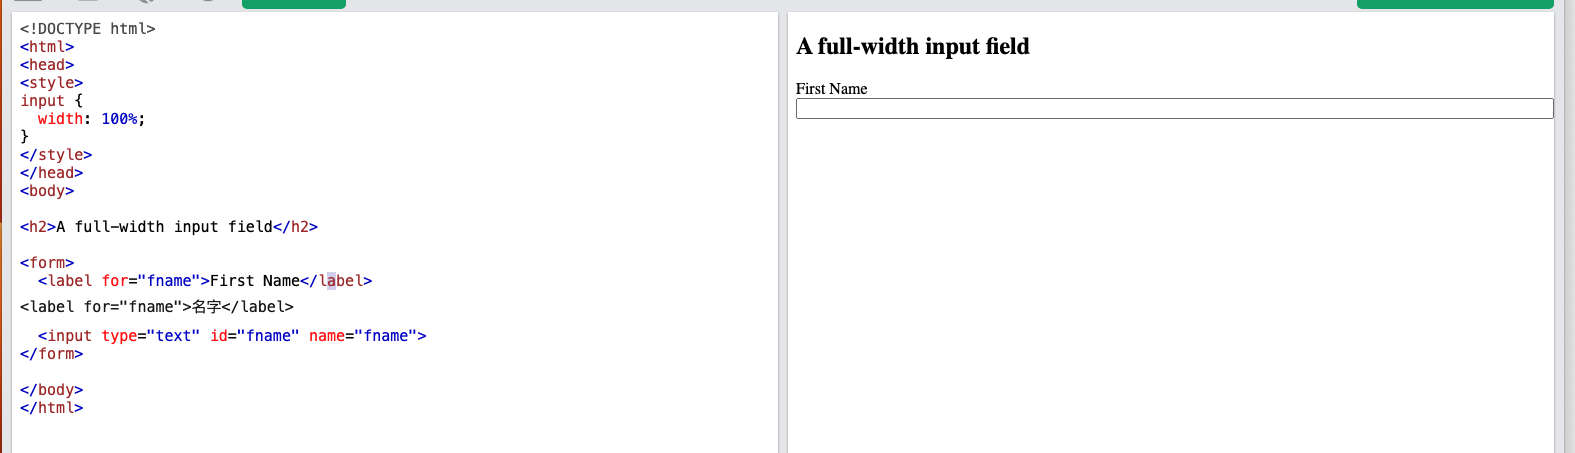 <!DOCTYPE html>
<html>
<head>
<style>
input {
  width: 100%;
}
</style>
</head>
<body>
<h2>A full-width input field</h2>
<form>
  <label for="fname">First Name</label>
<label for="fname">名字</label>
  <input type="text" id="fname" name="fname">
</form>
</body>
</html>
A full-width input field
First Name